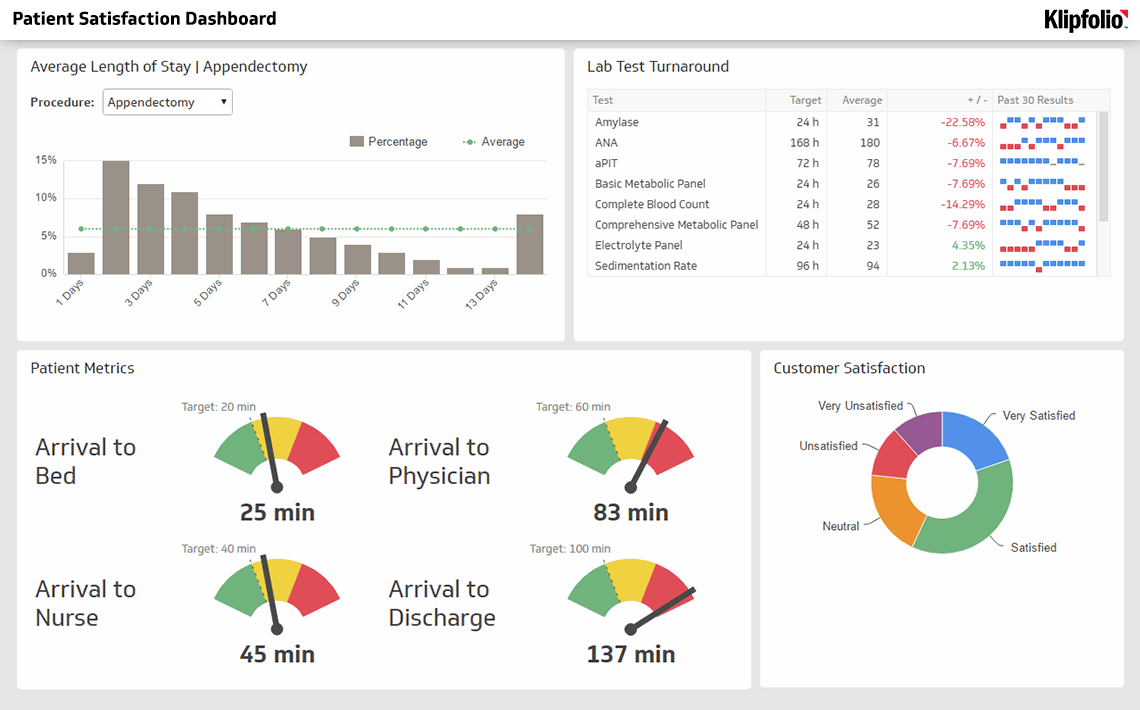 Patient Satisfaction Dashboard
Klipfolio
Average Length of Stay | Appendectomy
Procedure: Appendectomy
Percentage Average
15%
10%
5%
0%
1 Days 3 Days 5 Days 7 Days 9 Days 11 Days 13 Days
Lab Test Turnaround
Test Target Average + / - Past 30 Results
Amylase 24 h 31 -22.58%
ANA 168 h 180 -6.67%
aPIT 72 h 78 -7.69%
Basic Metabolic Panel 24 h 26 -7.69%
Complete Blood Count 24 h 28 -14.29%
Comprehensive Metabolic Panel 48 h 52 -7.69%
Electrolyte Panel 24 h 23 4.35%
Sedimentation Rate 96 h 94 2.13%
Patient Metrics
Target: 20 min
Arrival to
Bed
25 min
Target: 60 min
Arrival to
Physician
83 min
Target: 40 min
Arrival to
Nurse
45 min
Target: 100 min
Arrival to
Discharge
137 min
Customer Satisfaction
Very Unsatisfied
Very Satisfied
Unsatisfied
Neutral
Satisfied